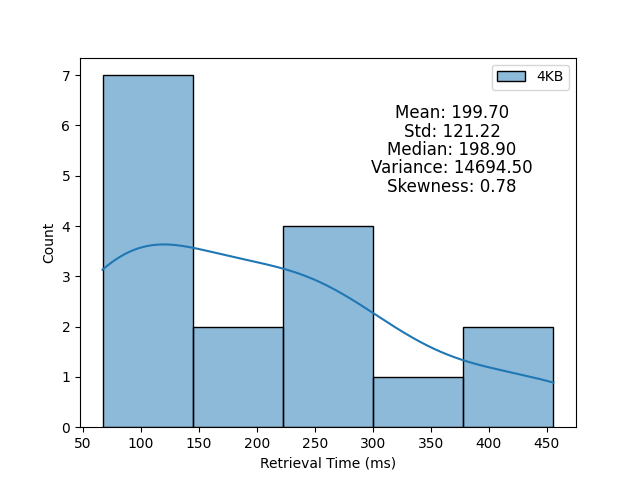 4KB
Mean: 199.70
Std: 121.22
Median: 198.90
Variance: 14694.50
Skewness: 0.78
Count
7
6
5
4
3
2
1
0
50 100 150 200 250 300 350 400 450
Retrieval Time (ms)